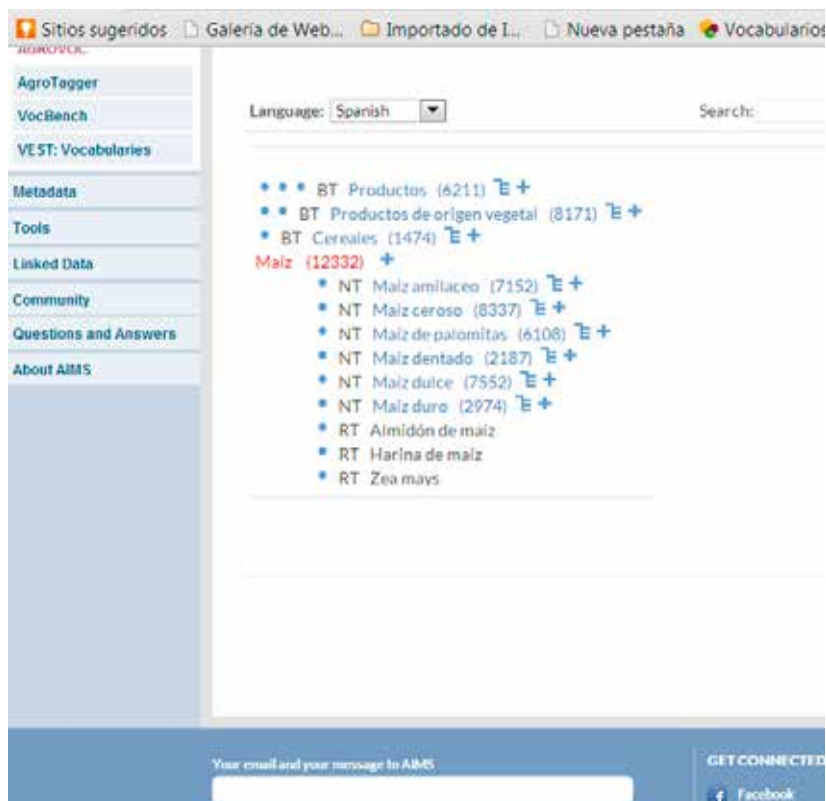 Sitios sugeridos Galería de Web... Importado de I... Nueva pestaña Vocabularios
AGROVOC
AgroTagger
VocBench
VEST: Vocabularies
Metadata
Tools
Linked Data
Community
Questions and Answers
About AIMS
Language: Spanish Search:
BT Productos (6211)
BT Productos de origen vegetal (8171)
BT Cereales (1474)
Maíz (12332)
NT Maíz amilaceo (7152)
NT Maíz ceroso (8337)
NT Maíz de palomitas (6108)
NT Maíz dentado (2187)
NT Maíz dulce (7552)
NT Maíz duro (2974)
RT Almidón de maíz
RT Harina de maíz
RT Zea mays
Your email and your message to AIMS
GET CONNECTED
Facebook